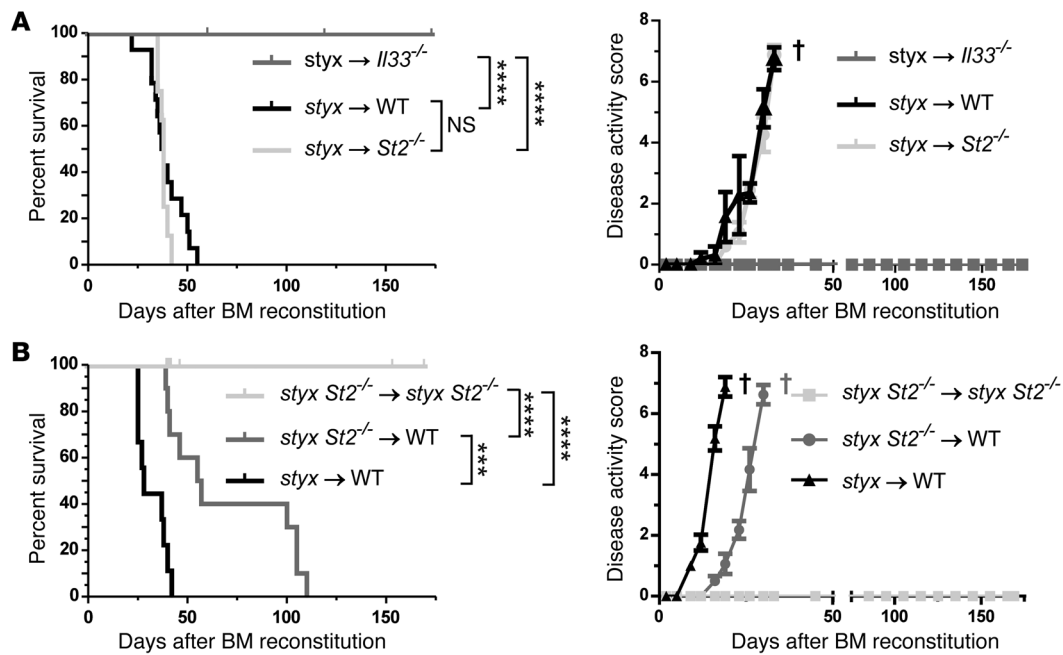 A
Percent survival
100
80
60
40
20
0
0 50 100 150
Days after BM reconstitution
styx → Il33⁻/⁻
styx → WT
styx → St2⁻/⁻
NS
****
****
Disease activity score
8
6
4
2
0
0 50 100 150
Days after BM reconstitution
†
styx → Il33⁻/⁻
styx → WT
styx → St2⁻/⁻
B
Percent survival
100
80
60
40
20
0
0 50 100 150
Days after BM reconstitution
styx St2⁻/⁻ → styx St2⁻/⁻
styx St2⁻/⁻ → WT
styx → WT
****
***
****
Disease activity score
8
6
4
2
0
0 50 100 150
Days after BM reconstitution
† †
styx St2⁻/⁻ → styx St2⁻/⁻
styx St2⁻/⁻ → WT
styx → WT